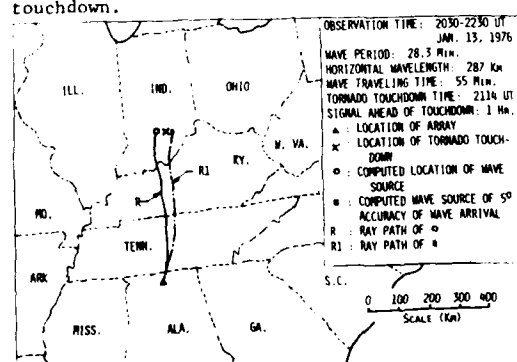 touchdown.
OBSERVATION TIME: 2030-2230 UT
JAN. 13, 1976
WAVE PERIOD: 28.3 MIN.
HORIZONTAL WAVELENGTH: 287 KM
WAVE TRAVELING TIME: 55 MIN.
TORNADO TOUCHDOWN TIME: 2114 UT
SIGNAL AHEAD OF TOUCHDOWN: 1 HR.
▲ : LOCATION OF ARRAY
× : LOCATION OF TORNADO TOUCH-
DOWN
o : COMPUTED LOCATION OF WAVE
SOURCE
■ : COMPUTED WAVE SOURCE OF 5°
ACCURACY OF WAVE ARRIVAL
R : RAY PATH OF o
R1 : RAY PATH OF ■
ILL.
IND.
OHIO
W. VA.
KY.
R1
R
MO.
TENN.
ARK
S.C.
MISS.
ALA.
GA.
0 100 200 300 400
SCALE (KM)